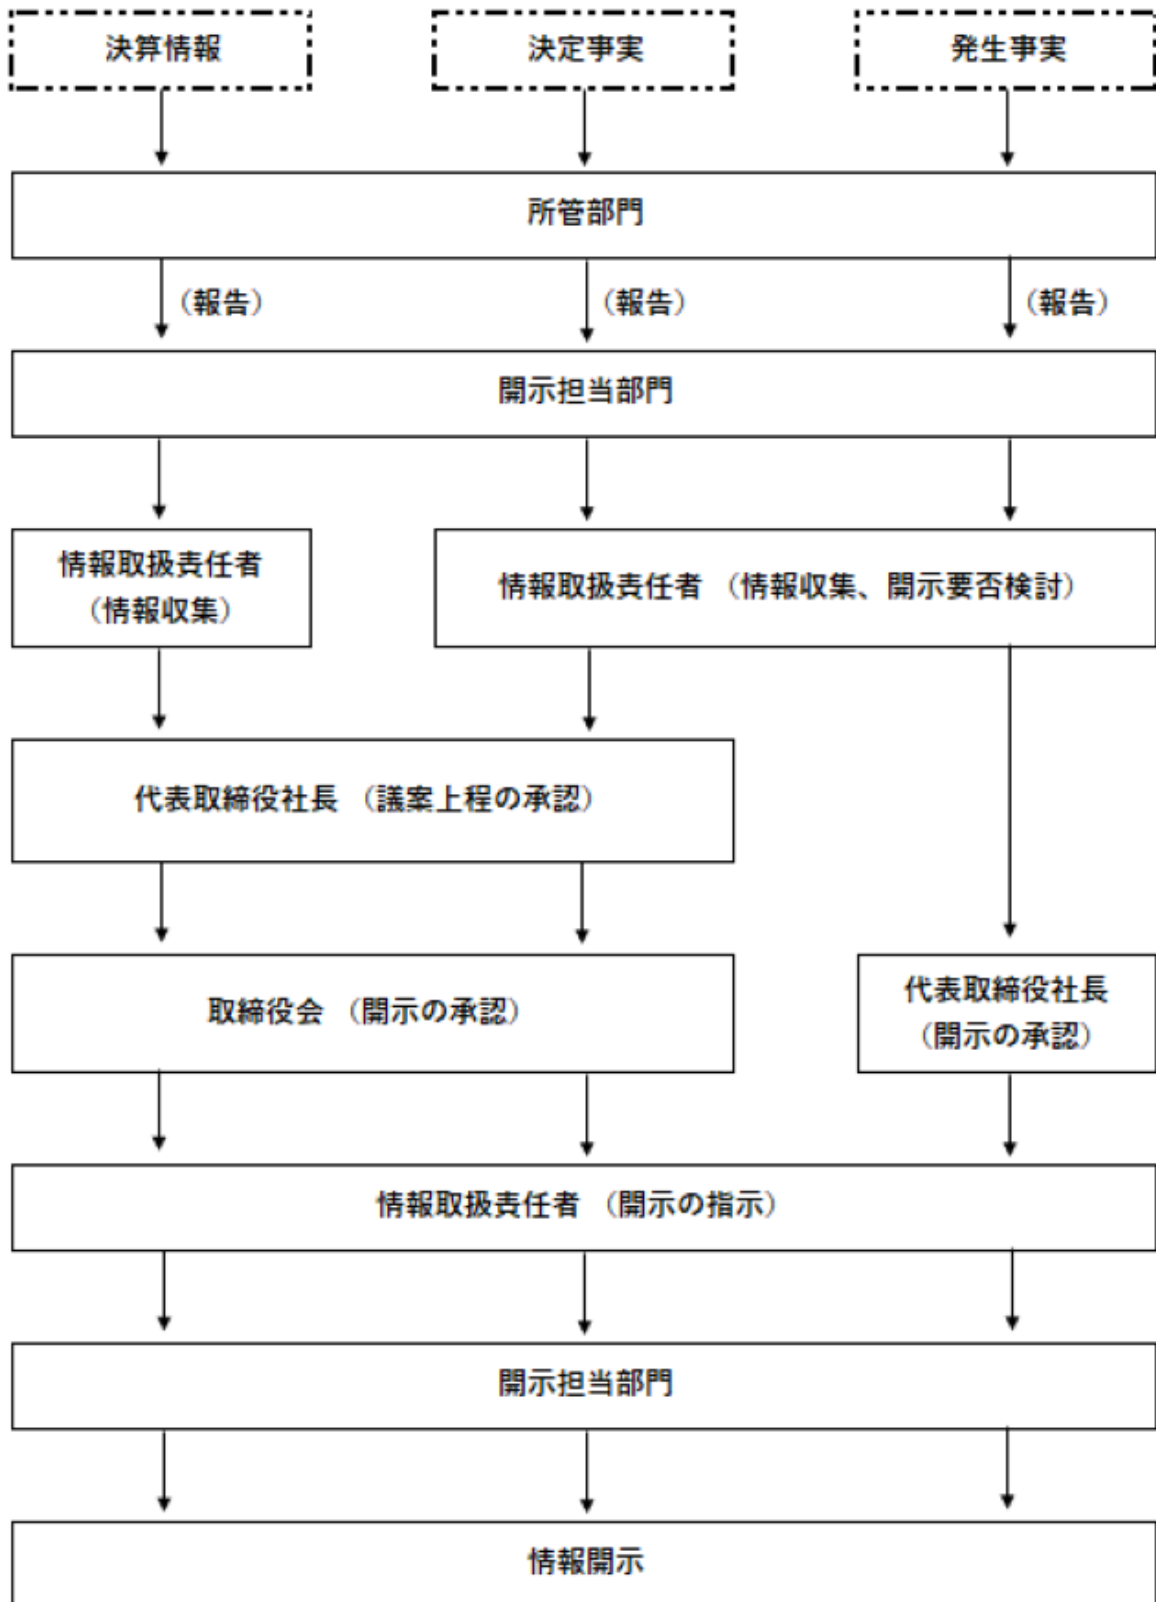 決算情報
決定事実
発生事実
所管部門
（報告）
（報告）
（報告）
開示担当部門
情報取扱責任者
（情報収集）
情報取扱責任者 （情報収集、開示要否検討）
代表取締役社長 （議案上程の承認）
取締役会 （開示の承認）
代表取締役社長
（開示の承認）
情報取扱責任者 （開示の指示）
開示担当部門
情報開示